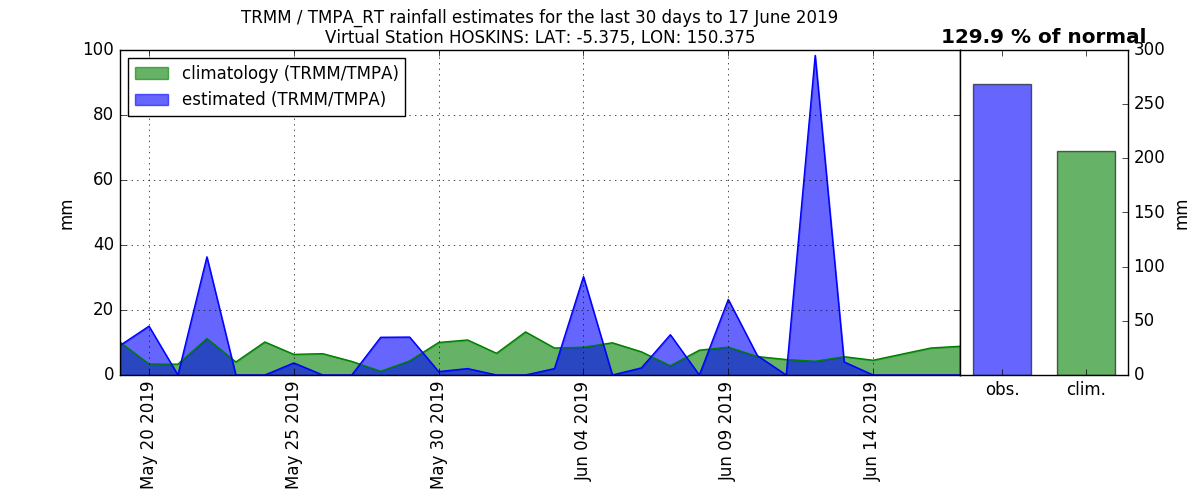 TRMM / TMPA_RT rainfall estimates for the last 30 days to 17 June 2019
Virtual Station HOSKINS: LAT: -5.375, LON: 150.375
129.9 % of normal
climatology (TRMM/TMPA)
estimated (TRMM/TMPA)
100
80
60
40
20
0
mm
May 20 2019
May 25 2019
May 30 2019
Jun 04 2019
Jun 09 2019
Jun 14 2019
300
250
200
150
100
50
0
mm
obs.
clim.